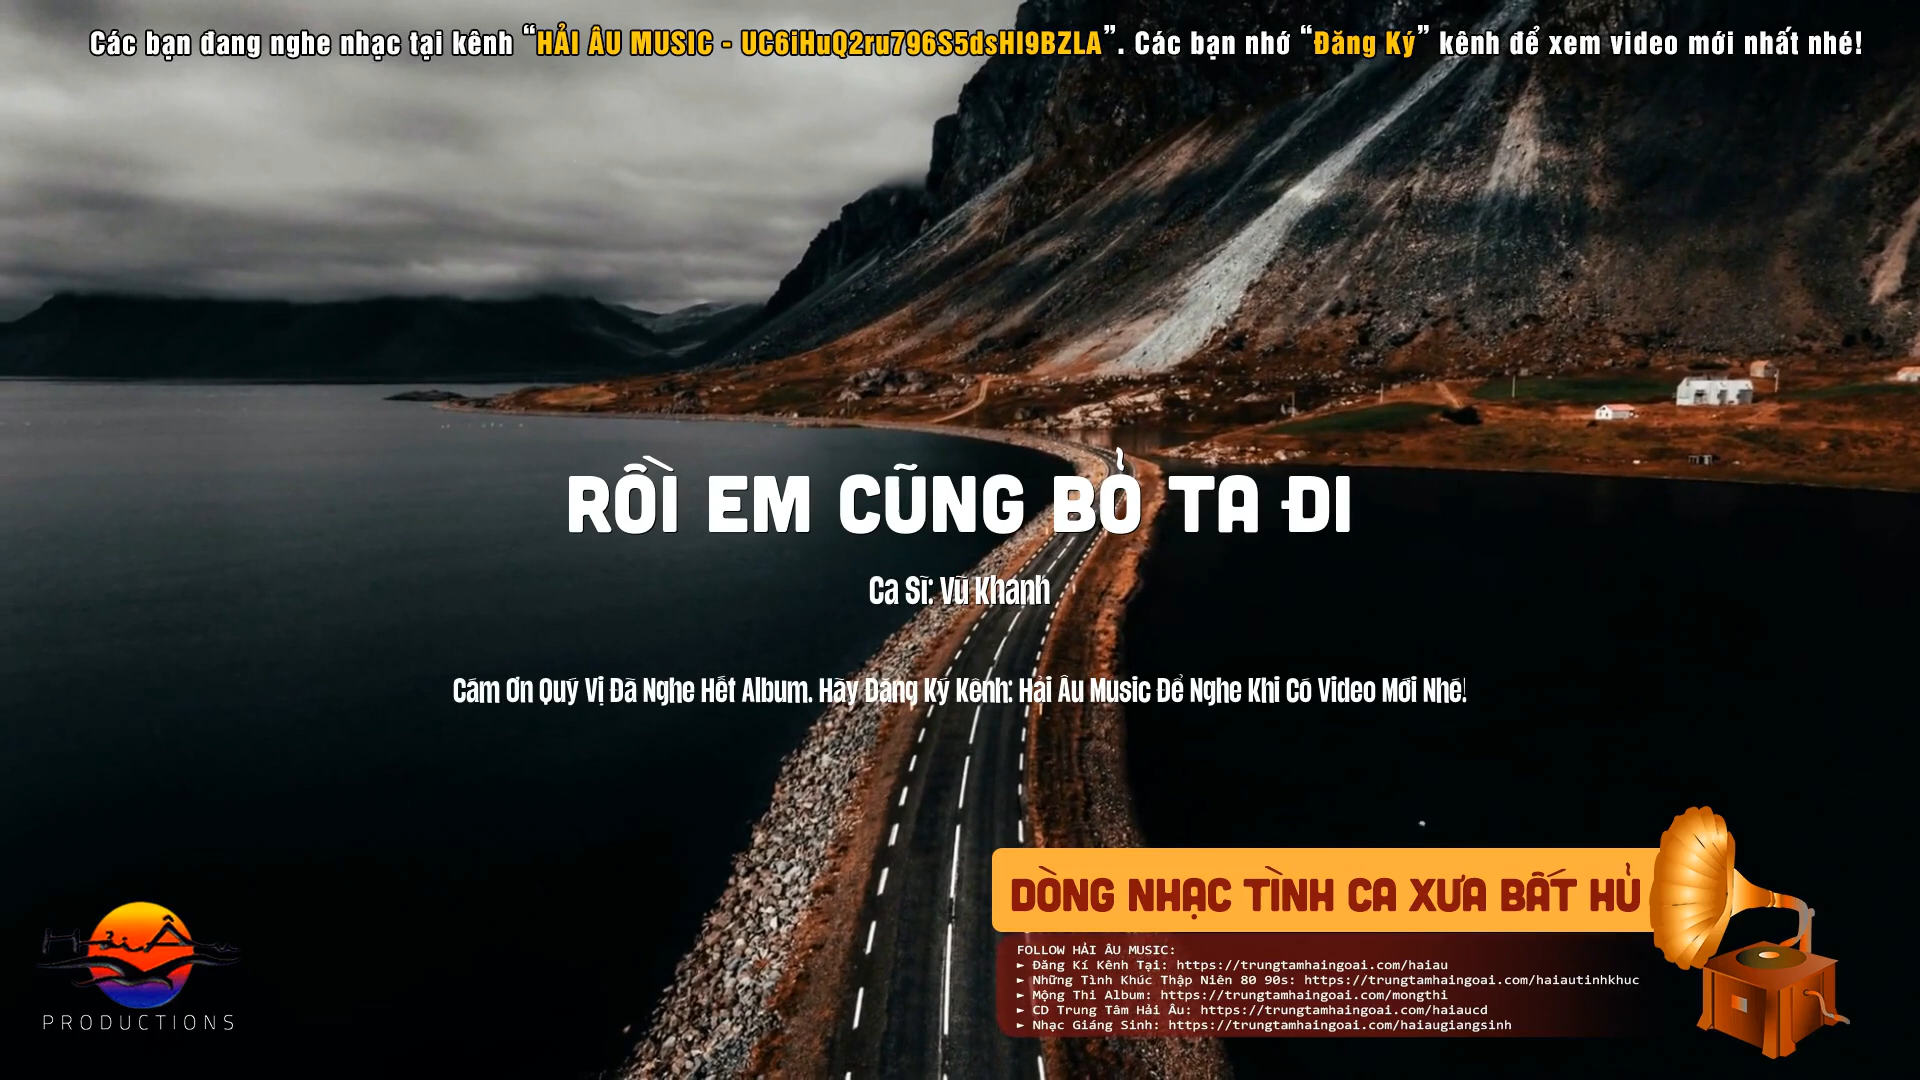 Các bạn đang nghe nhạc tại kênh “HẢI ÂU MUSIC - UC6iHuQ2ru796S5dsHI9BZLA”. Các bạn nhớ “Đăng Ký” kênh để xem video mới nhất nhé!
RỒI EM CŨNG BỎ TA ĐI
Ca Sĩ: Vũ Khanh
Cám Ơn Quý Vị Đã Nghe Hết Album. Hãy Đăng Ký Kênh: Hải Âu Music Để Nghe Khi Có Video Mới Nhé!
DÒNG NHẠC TÌNH CA XƯA BẤT HỦ
FOLLOW HẢI ÂU MUSIC:
► Đăng Kí Kênh Tại: https://trungtamhaingoai.com/haiau
► Những Tình Khúc Thập Niên 80 90s: https://trungtamhaingoai.com/haiautinhkhuc
► Mộng Thi Album: https://trungtamhaingoai.com/mongthi
► CD Trung Tâm Hải Âu: https://trungtamhaingoai.com/haiaucd
► Nhạc Giáng Sinh: https://trungtamhaingoai.com/haiaugiangsinh
Hải Âu
PRODUCTIONS